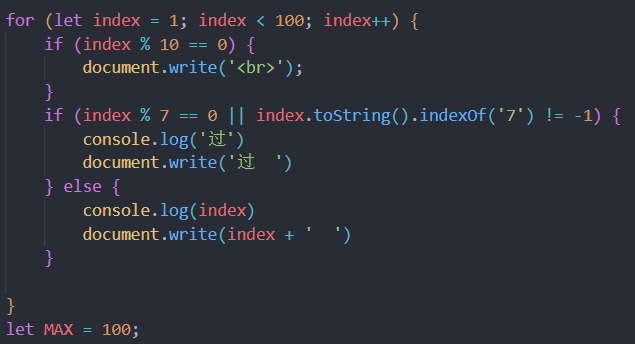 for (let index = 1; index < 100; index++) {
    if (index % 10 == 0) {
        document.write('<br>');
    }
    if (index % 7 == 0 || index.toString().indexOf('7') != -1) {
        console.log('过')
        document.write('过  ')
    } else {
        console.log(index)
        document.write(index + '  ')
    }

}
let MAX = 100;